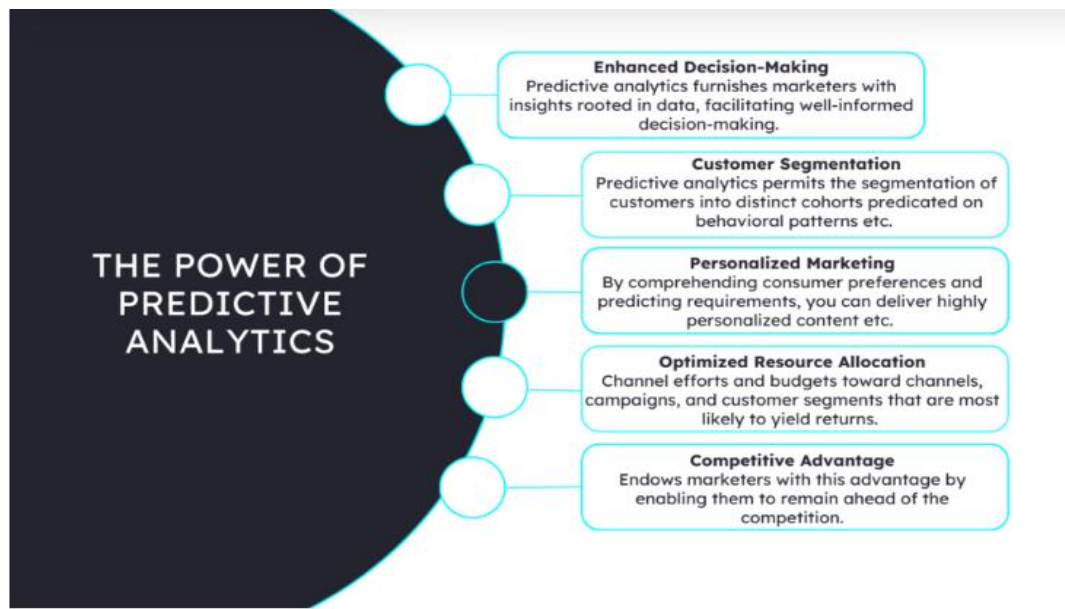 THE POWER OF
PREDICTIVE
ANALYTICS
Enhanced Decision-Making
Predictive analytics furnishes marketers with
insights rooted in data, facilitating well-informed
decision-making.
Customer Segmentation
Predictive analytics permits the segmentation of
customers into distinct cohorts predicated on
behavioral patterns etc.
Personalized Marketing
By comprehending consumer preferences and
predicting requirements, you can deliver highly
personalized content etc.
Optimized Resource Allocation
Channel efforts and budgets toward channels,
campaigns, and customer segments that are most
likely to yield returns.
Competitive Advantage
Endows marketers with this advantage by
enabling them to remain ahead of the
competition.